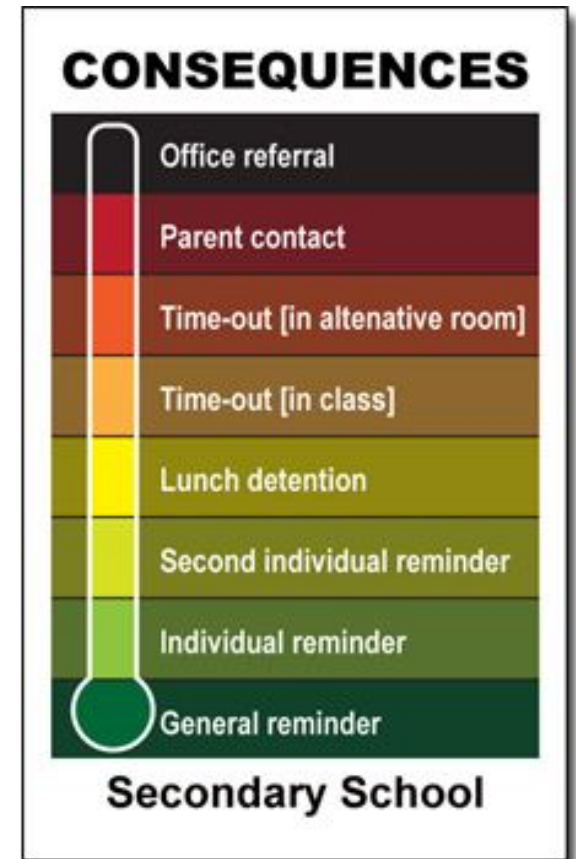 CONSEQUENCES
Office referral
Parent contact
Time-out [in altenative room]
Time-out [in class]
Lunch detention
Second individual reminder
Individual reminder
General reminder
Secondary School